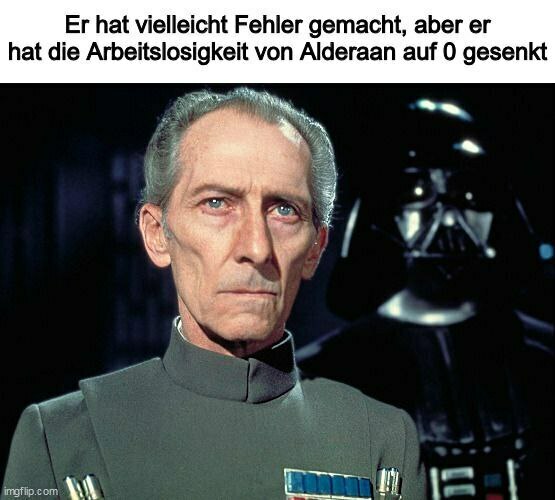 Er hat vielleicht Fehler gemacht, aber er
hat die Arbeitslosigkeit von Alderaan auf 0 gesenkt
imgflip.com